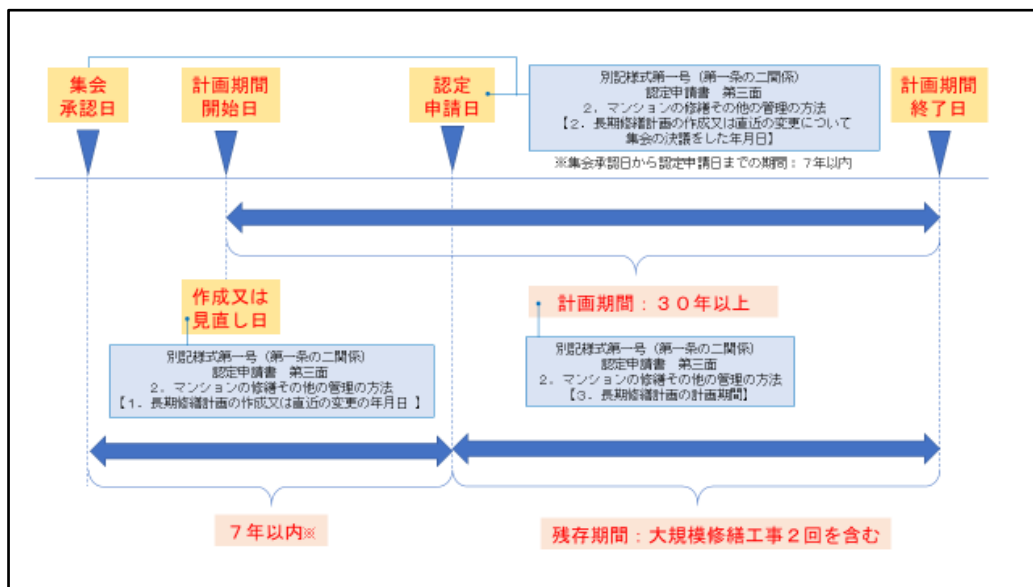 集会
承認日
計画期間
開始日
認定
申請日
計画期間
終了日
別記様式第一号（第一条の二関係）
認定申請書 第三面
２．マンションの修繕その他の管理の方法
【２．長期修繕計画の作成又は直近の変更について
集会の決議をした年月日】
※集会承認日から認定申請日までの期間：７年以内
作成又は
見直し日
計画期間：３０年以上
別記様式第一号（第一条の二関係）
認定申請書 第三面
２．マンションの修繕その他の管理の方法
【１．長期修繕計画の作成又は直近の変更の年月日 】
別記様式第一号（第一条の二関係）
認定申請書 第三面
２．マンションの修繕その他の管理の方法
【３．長期修繕計画の計画期間】
７年以内※
残存期間：大規模修繕工事２回を含む